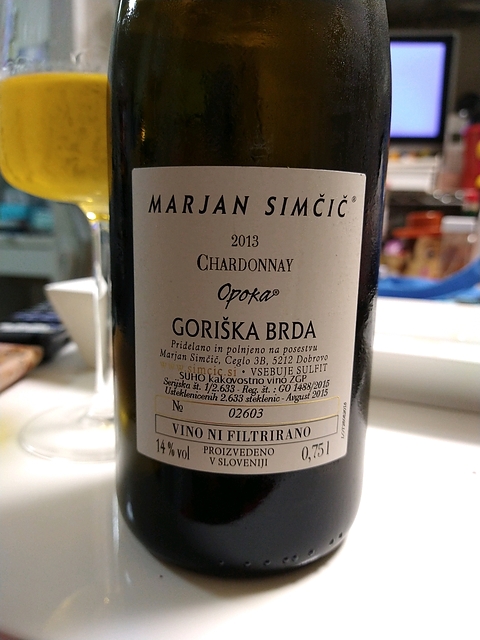 MARJAN SIMČIČ®
2013
CHARDONNAY
Opoka®
GORIŠKA BRDA
Pridelano in polnjeno na posestvu
Marjan Simčič, Ceglo 3B, 5212 Dobrovo
www.simcic.si • VSEBUJE SULFIT
SUHO kakovostno vino ZGP
Serijska št. 1/2.633 - Reg. št.: GO 1488/2015
Ustekleničenih 2.633 steklenic - Avgust 2015
№ 02603
VINO NI FILTRIRANO
14 % vol PROIZVEDENO V SLOVENIJI 0,75 l